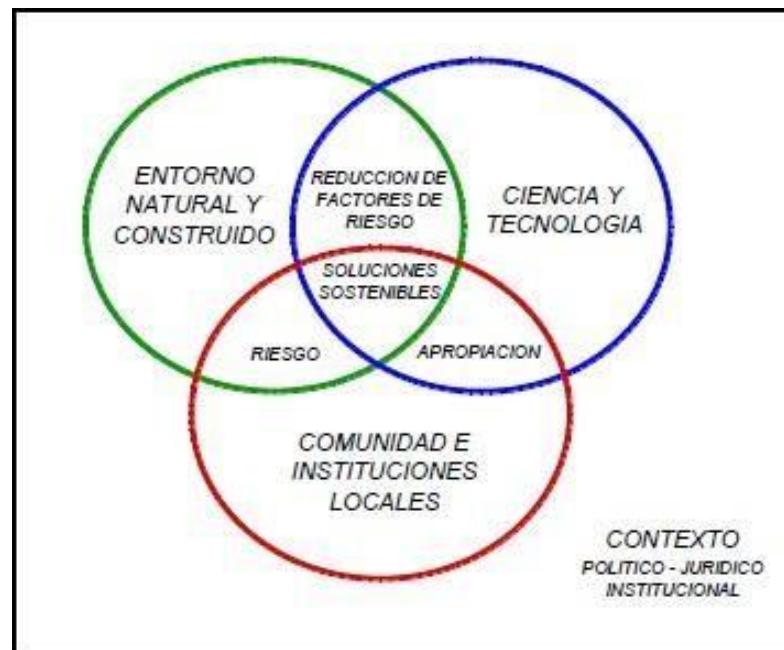 ENTORNO
NATURAL Y
CONSTRUIDO
REDUCCION DE
FACTORES DE
RIESGO
CIENCIA Y
TECNOLOGIA
SOLUCIONES
SOSTENIBLES
RIESGO
APROPIACION
COMUNIDAD E
INSTITUCIONES
LOCALES
CONTEXTO
POLITICO - JURIDICO
INSTITUCIONAL